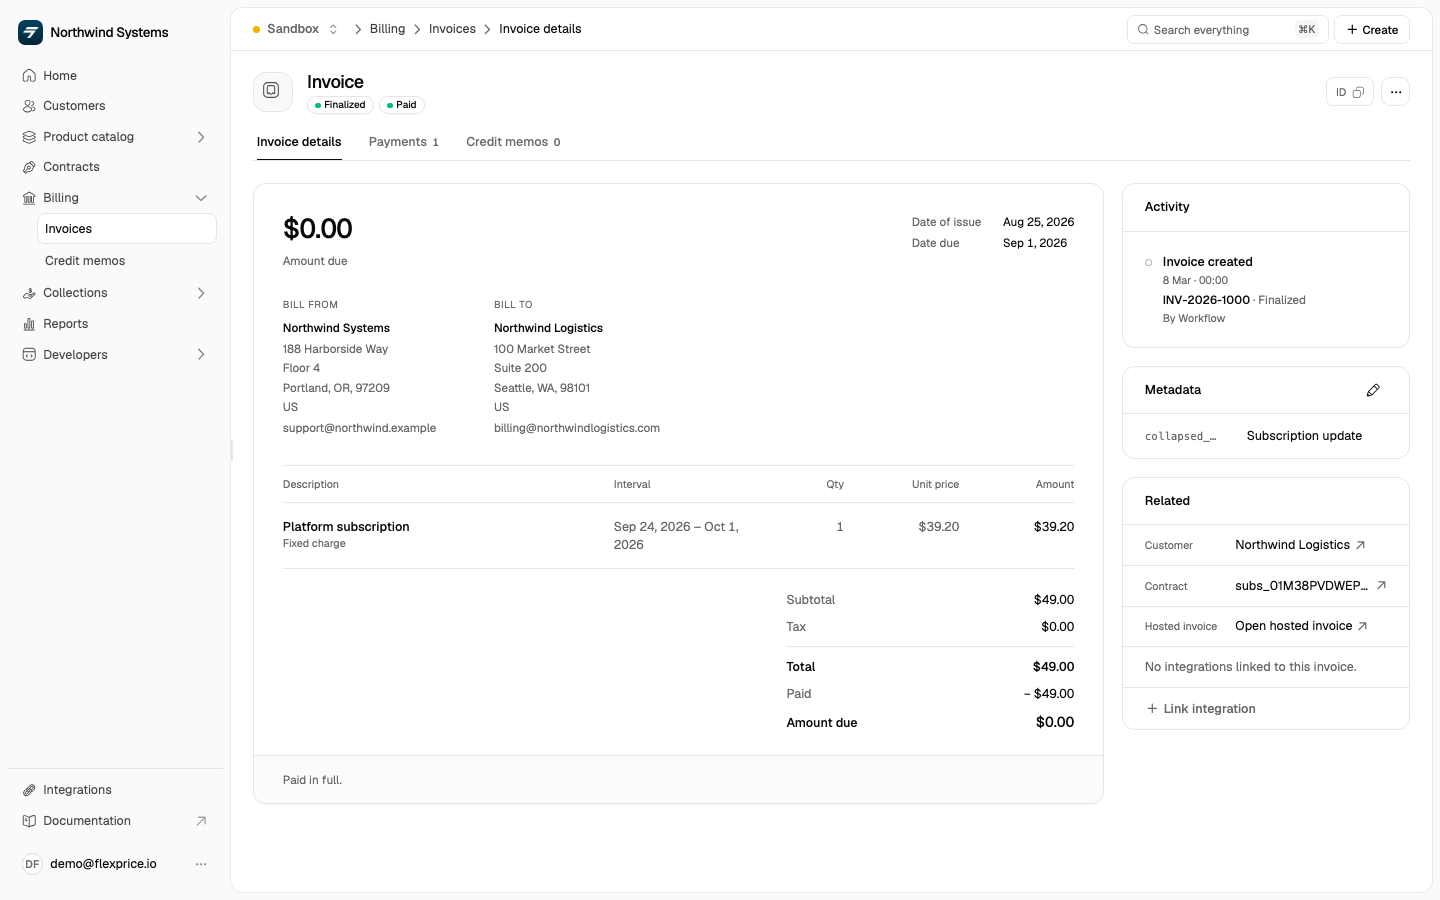 Northwind Systems
Home
Customers
Product catalog
Contracts
Billing
Invoices
Credit memos
Collections
Reports
Developers
Integrations
Documentation
DF demo@flexprice.io
Sandbox Billing Invoices Invoice details
Search everything ⌘K
Create
Invoice
Finalized Paid
ID
Invoice details Payments 1 Credit memos 0
$0.00
Amount due
Date of issue Aug 25, 2026
Date due Sep 1, 2026
BILL FROM
Northwind Systems
188 Harborside Way
Floor 4
Portland, OR, 97209
US
support@northwind.example
BILL TO
Northwind Logistics
100 Market Street
Suite 200
Seattle, WA, 98101
US
billing@northwindlogistics.com
Description Interval Qty Unit price Amount
Platform subscription Sep 24, 2026 – Oct 1, 1 $39.20 $39.20
Fixed charge 2026
Subtotal $49.00
Tax $0.00
Total $49.00
Paid − $49.00
Amount due $0.00
Paid in full.
Activity
Invoice created
8 Mar · 00:00
INV-2026-1000 · Finalized
By Workflow
Metadata
collapsed_… Subscription update
Related
Customer Northwind Logistics
Contract subs_01M38PVDWEP…
Hosted invoice Open hosted invoice
No integrations linked to this invoice.
Link integration